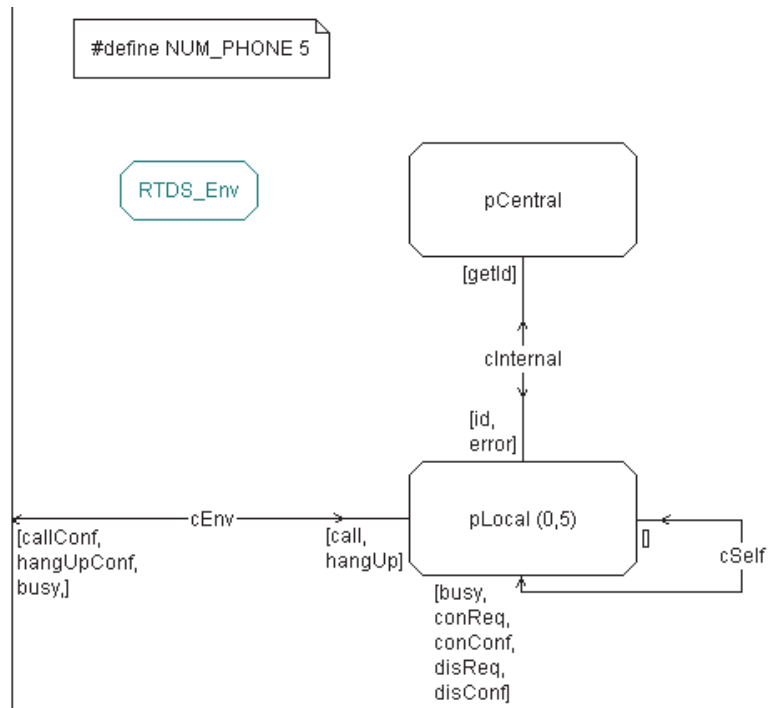 #define NUM_PHONE 5
RTDS_Env
pCentral
[getId]
cInternal
[id,
error]
cEnv
pLocal (0,5)
[callConf,
hangUpConf,
busy,]
[call,
hangUp]
[]
cSelf
[busy,
conReq,
conConf,
disReq,
disConf]